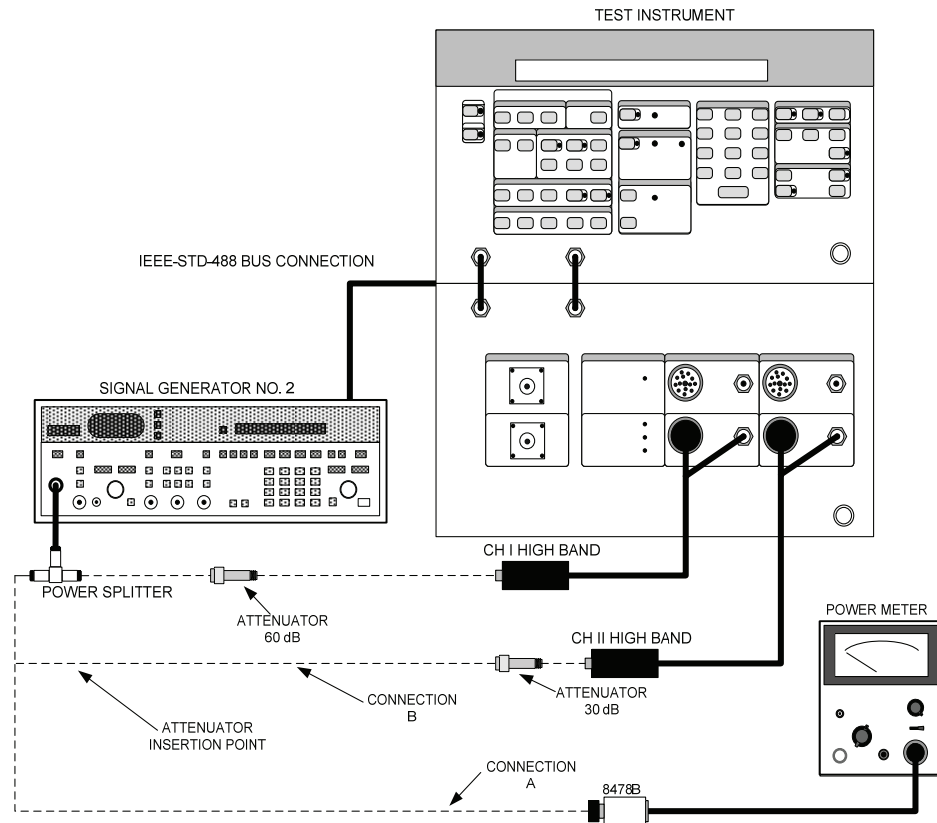 TEST INSTRUMENT
IEEE-STD-488 BUS CONNECTION
SIGNAL GENERATOR NO. 2
CH I HIGH BAND
POWER SPLITTER
ATTENUATOR
60 dB
CH II HIGH BAND
POWER METER
ATTENUATOR
30 dB
CONNECTION
B
ATTENUATOR
INSERTION POINT
CONNECTION
A
8478B